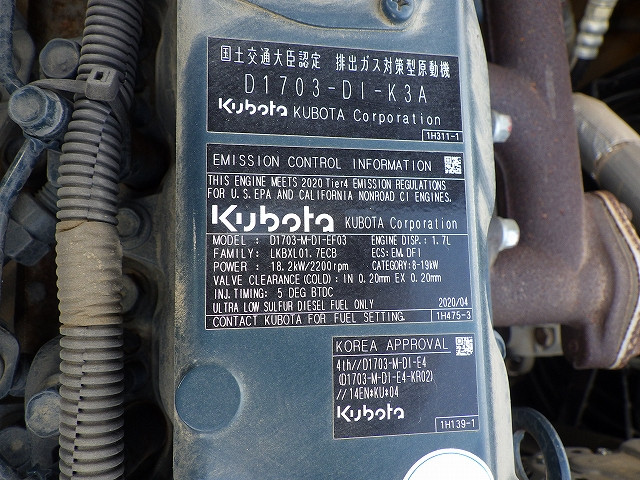 国土交通大臣認定 排出ガス対策型原動機
D1703-DI-K3A
Kubota KUBOTA Corporation
1H311-1
EMISSION CONTROL INFORMATION
THIS ENGINE MEETS 2020 Tier4 EMISSION REGULATIONS
FOR U.S. EPA AND CALIFORNIA NONROAD CI ENGINES.
Kubota KUBOTA Corporation
MODEL : D1703-M-DI-EF03 ENGINE DISP.: 1.7L
FAMILY: LKBXL01.7ECB ECS: EM, DFI
POWER : 18.2kW/2200rpm CATEGORY: 8-19kW
VALVE CLEARANCE(COLD): IN 0.20mm EX 0.20mm
INJ.TIMING: 5 DEG BTDC
ULTRA LOW SULFUR DIESEL FUEL ONLY 2020/04
CONTACT KUBOTA FOR FUEL SETTING. 1H475-3
KOREA APPROVAL
4th//D1703-M-DI-E4
(D1703-M-DI-E4-KR02)
//14EN*KU*04
Kubota
1H139-1